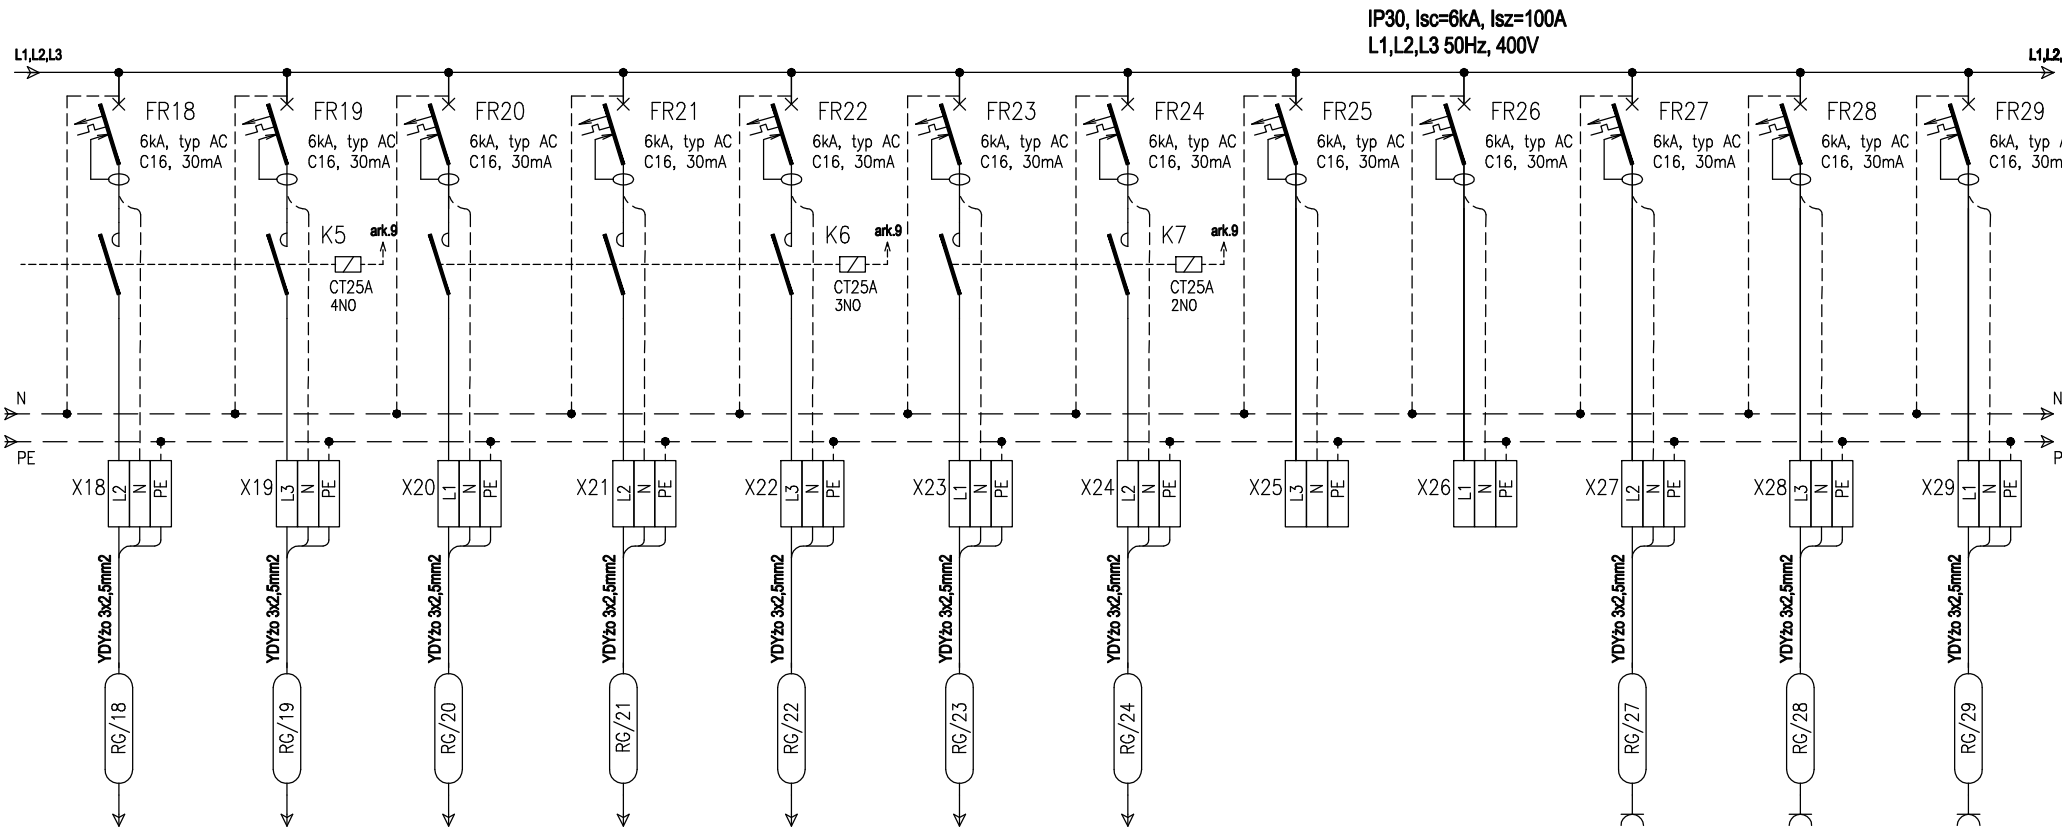 IP30, Isc=6kA, Isz=100A
L1,L2,L3 50Hz, 400V
L1,L2,L3
L1,L2,
FR18
6kA, typ AC
C16, 30mA
FR19
6kA, typ AC
C16, 30mA
FR20
6kA, typ AC
C16, 30mA
FR21
6kA, typ AC
C16, 30mA
FR22
6kA, typ AC
C16, 30mA
FR23
6kA, typ AC
C16, 30mA
FR24
6kA, typ AC
C16, 30mA
FR25
6kA, typ AC
C16, 30mA
FR26
6kA, typ AC
C16, 30mA
FR27
6kA, typ AC
C16, 30mA
FR28
6kA, typ AC
C16, 30mA
FR29
6kA, typ A
C16, 30m
K5
ark.9
CT25A
4NO
K6
ark.9
CT25A
3NO
K7
ark.9
CT25A
2NO
N
N
PE
P
X18 L2 N PE
X19 L3 N PE
X20 L1 N PE
X21 L2 N PE
X22 L3 N PE
X23 L1 N PE
X24 L2 N PE
X25 L3 N PE
X26 L1 N PE
X27 L2 N PE
X28 L3 N PE
X29 L1 N PE
YDYżo 3x2,5mm2
YDYżo 3x2,5mm2
YDYżo 3x2,5mm2
YDYżo 3x2,5mm2
YDYżo 3x2,5mm2
YDYżo 3x2,5mm2
YDYżo 3x2,5mm2
YDYżo 3x2,5mm2
YDYżo 3x2,5mm2
YDYżo 3x2,5mm2
RG/18
RG/19
RG/20
RG/21
RG/22
RG/23
RG/24
RG/27
RG/28
RG/29